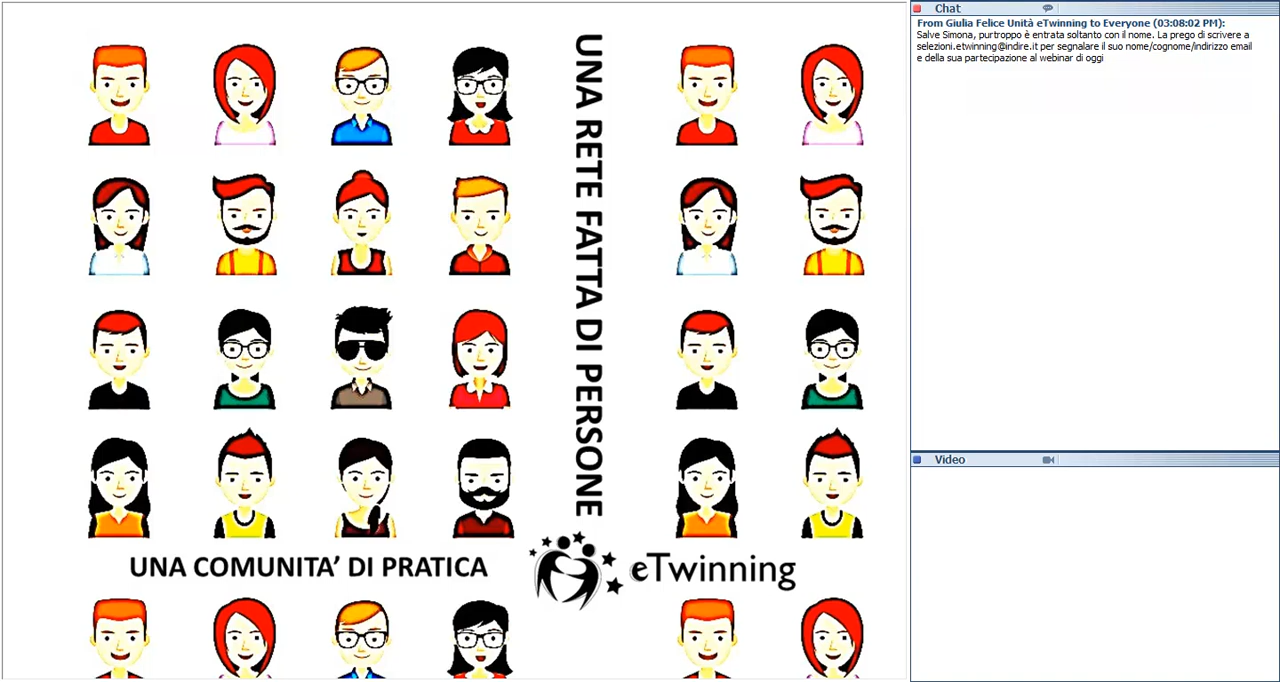 UNA RETE FATTA DI PERSONE
UNA COMUNITA’ DI PRATICA
eTwinning
Chat
From Giulia Felice Unità eTwinning to Everyone (03:08:02 PM):
Salve Simona, purtroppo è entrata soltanto con il nome. La prego di scrivere a
selezioni.etwinning@indire.it per segnalare il suo nome/cognome/indirizzo email
e della sua partecipazione al webinar di oggi
Video